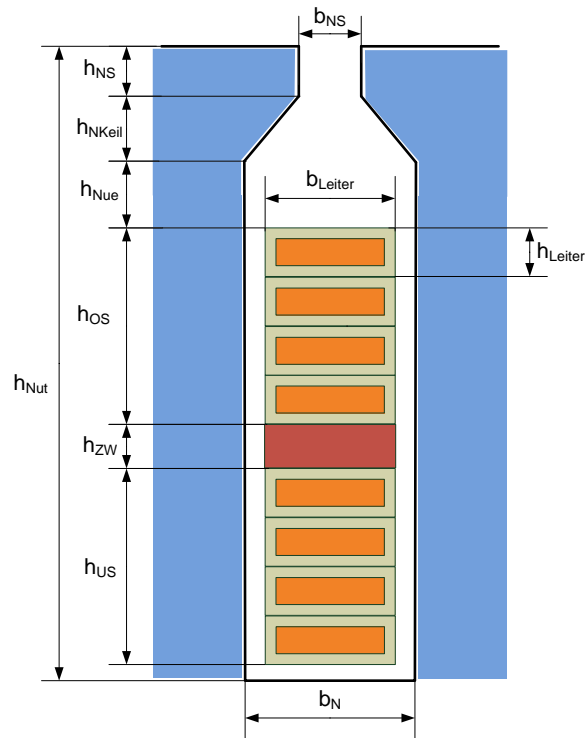 b_NS
h_NS
h_NKeil
h_Nue
b_Leiter
h_Leiter
h_OS
h_Nut
h_ZW
h_US
b_N